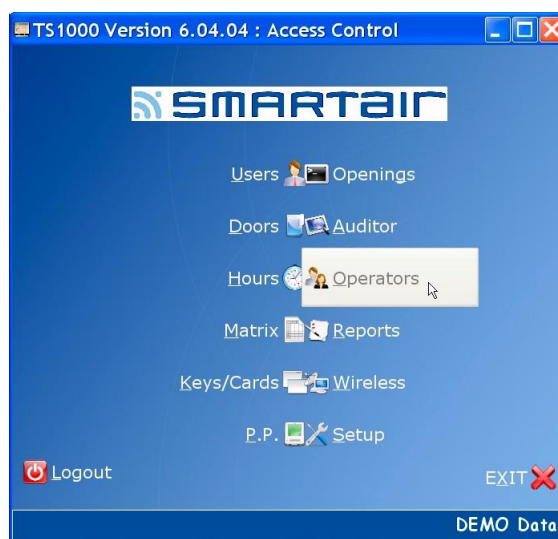 TS1000 Version 6.04.04 : Access Control
SMARTair
Users Openings
Doors Auditor
Hours Operators
Matrix Reports
Keys/Cards Wireless
P.P. Setup
Logout
EXIT
DEMO Data